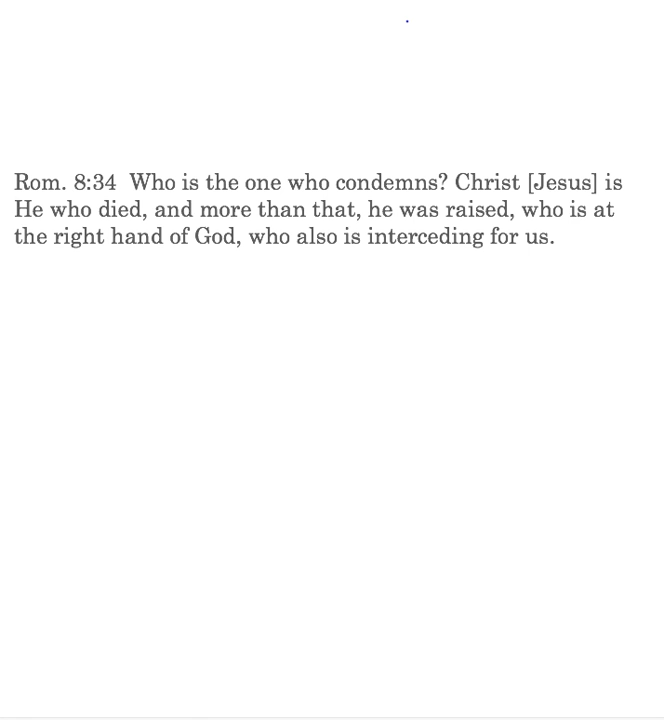 Rom. 8:34  Who is the one who condemns? Christ [Jesus] is
He who died, and more than that, he was raised, who is at
the right hand of God, who also is interceding for us.